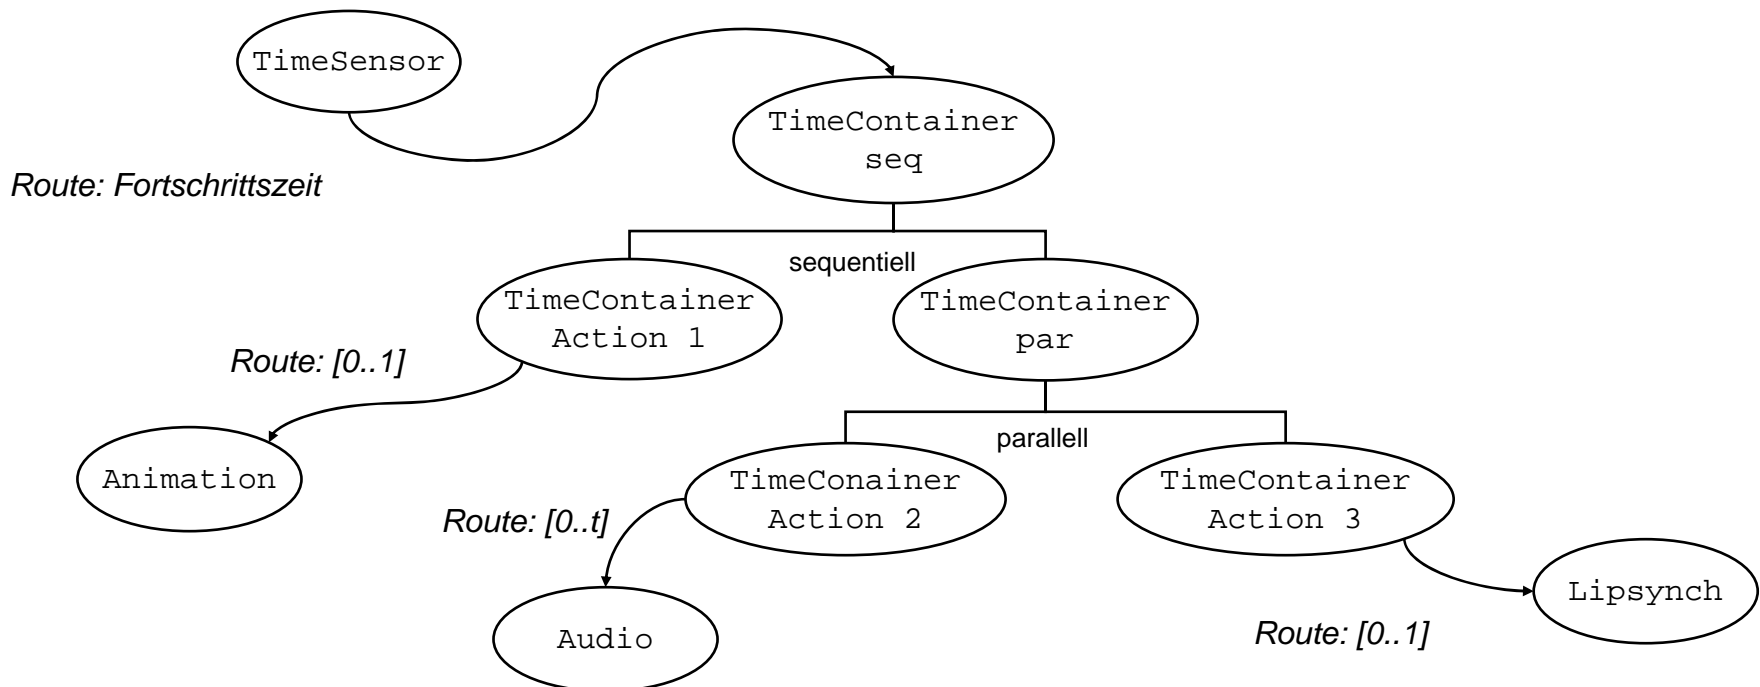 TimeSensor
TimeContainer
seq
Route: Fortschrittszeit
sequentiell
TimeContainer
Action 1
TimeContainer
par
Route: [0..1]
parallell
Animation
TimeConainer
Action 2
TimeContainer
Action 3
Route: [0..t]
Lipsynch
Audio
Route: [0..1]